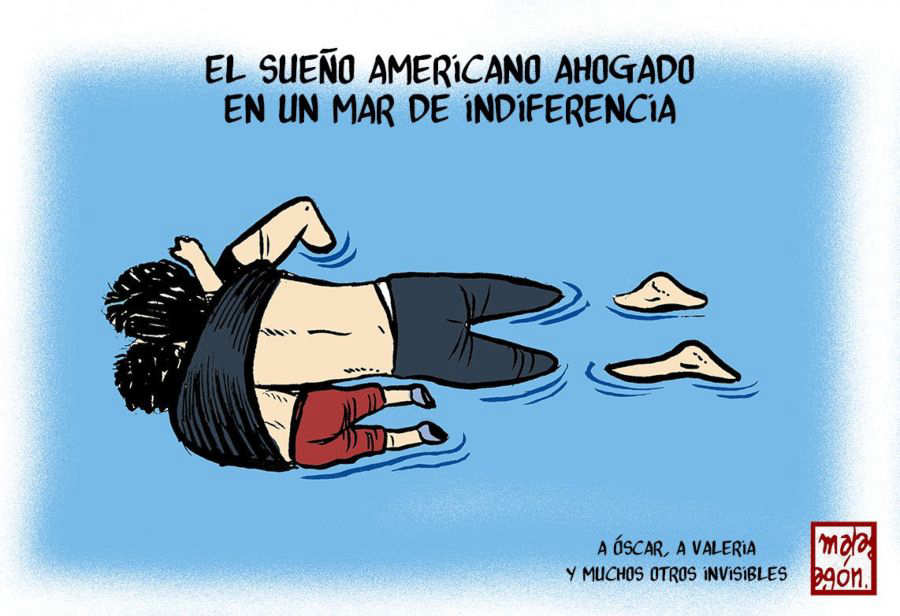 EL SUEÑO AMERICANO AHOGADO
EN UN MAR DE INDIFERENCIA
A ÓSCAR, A VALERIA
Y MUCHOS OTROS INVISIBLES